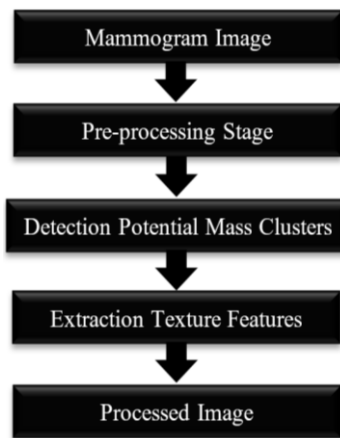 Mammogram Image
Pre-processing Stage
Detection Potential Mass Clusters
Extraction Texture Features
Processed Image